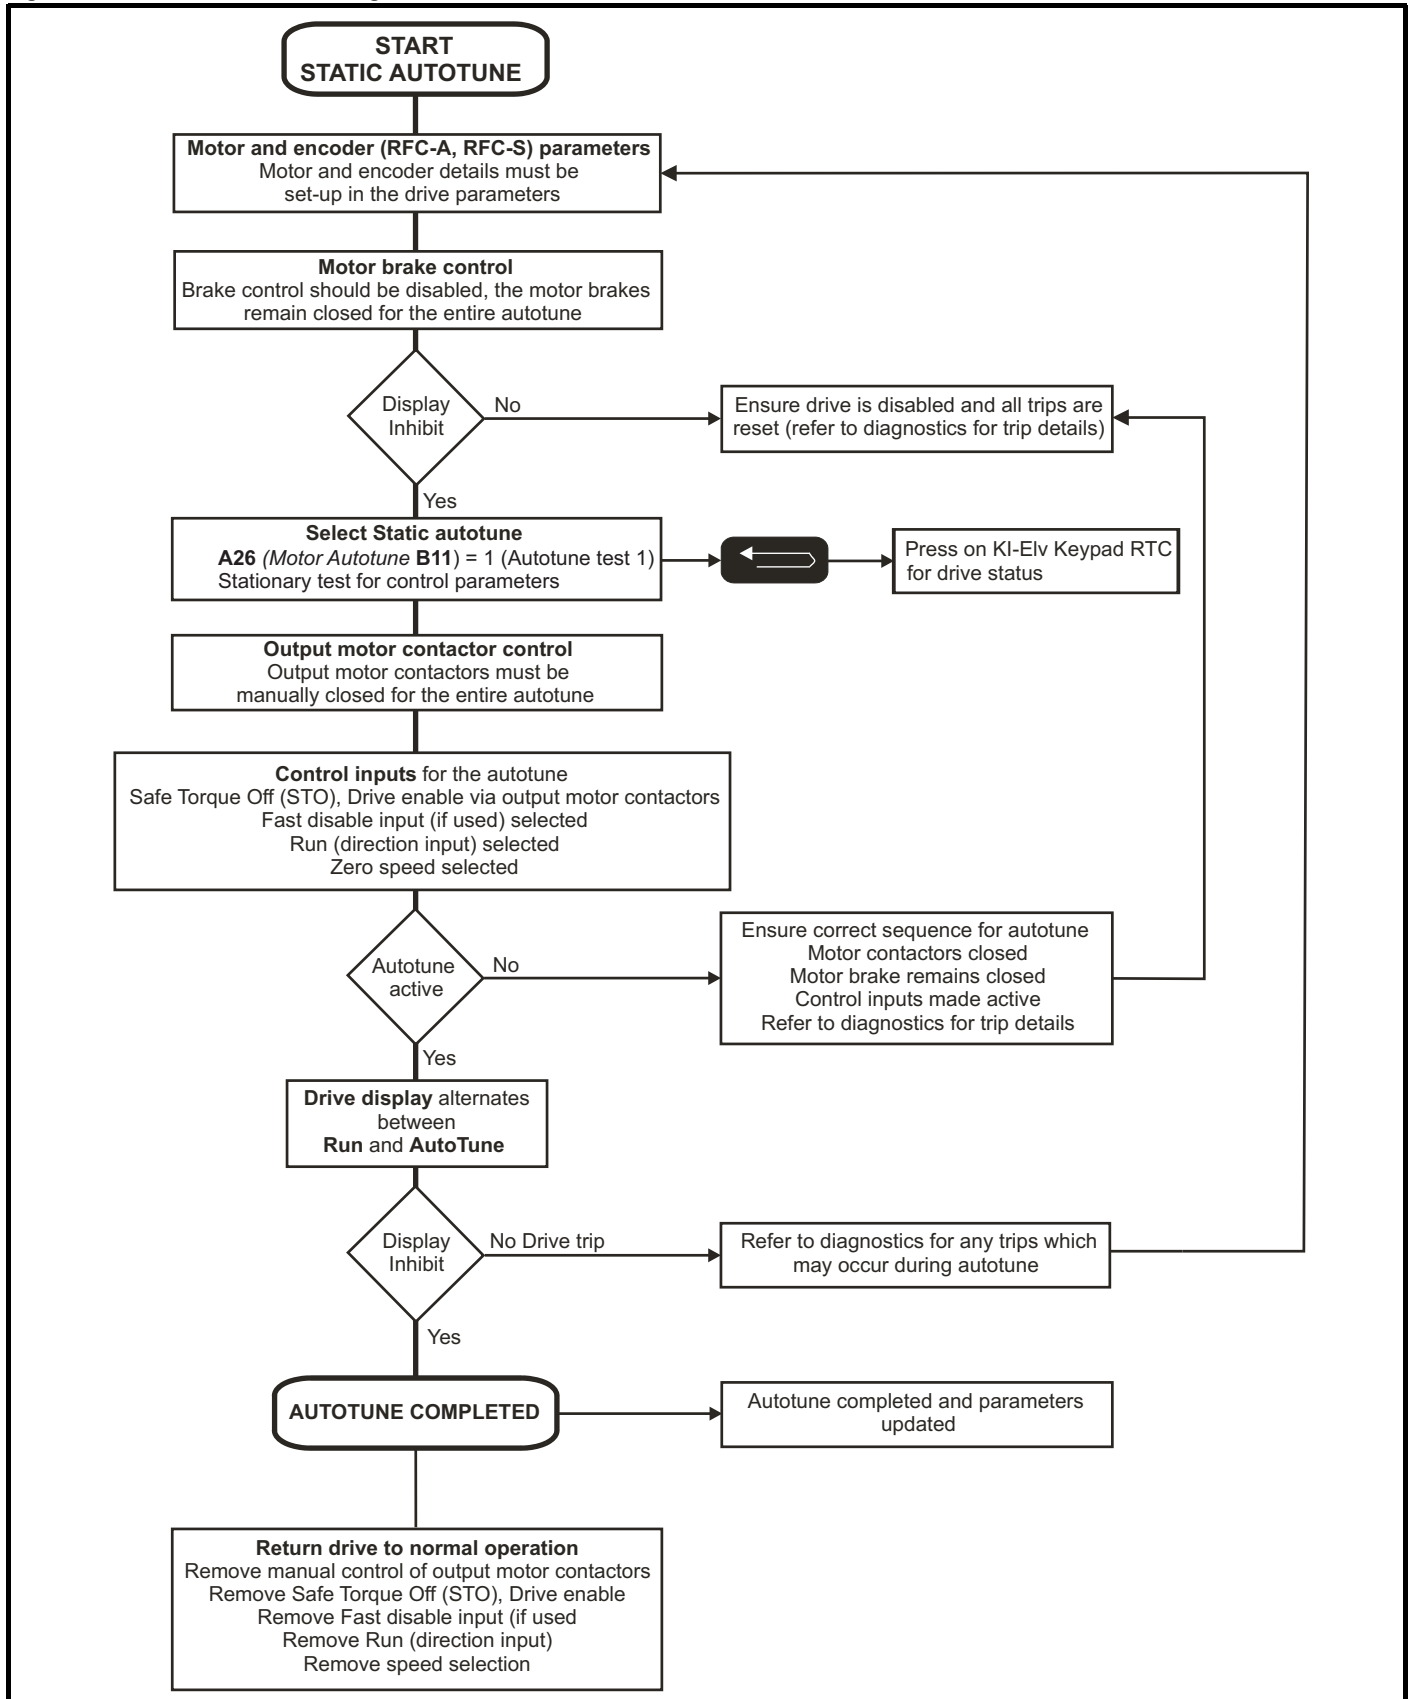 START
STATIC AUTOTUNE
Motor and encoder (RFC-A, RFC-S) parameters
Motor and encoder details must be
set-up in the drive parameters
Motor brake control
Brake control should be disabled, the motor brakes
remain closed for the entire autotune
Display
Inhibit
No
Ensure drive is disabled and all trips are
reset (refer to diagnostics for trip details)
Yes
Select Static autotune
A26 (Motor Autotune B11) = 1 (Autotune test 1)
Stationary test for control parameters
Press on KI-Elv Keypad RTC
for drive status
Output motor contactor control
Output motor contactors must be
manually closed for the entire autotune
Control inputs for the autotune
Safe Torque Off (STO), Drive enable via output motor contactors
Fast disable input (if used) selected
Run (direction input) selected
Zero speed selected
Autotune
active
No
Ensure correct sequence for autotune
Motor contactors closed
Motor brake remains closed
Control inputs made active
Refer to diagnostics for trip details
Yes
Drive display alternates
between
Run and AutoTune
Display
Inhibit
No Drive trip
Refer to diagnostics for any trips which
may occur during autotune
Yes
AUTOTUNE COMPLETED
Autotune completed and parameters
updated
Return drive to normal operation
Remove manual control of output motor contactors
Remove Safe Torque Off (STO), Drive enable
Remove Fast disable input (if used
Remove Run (direction input)
Remove speed selection